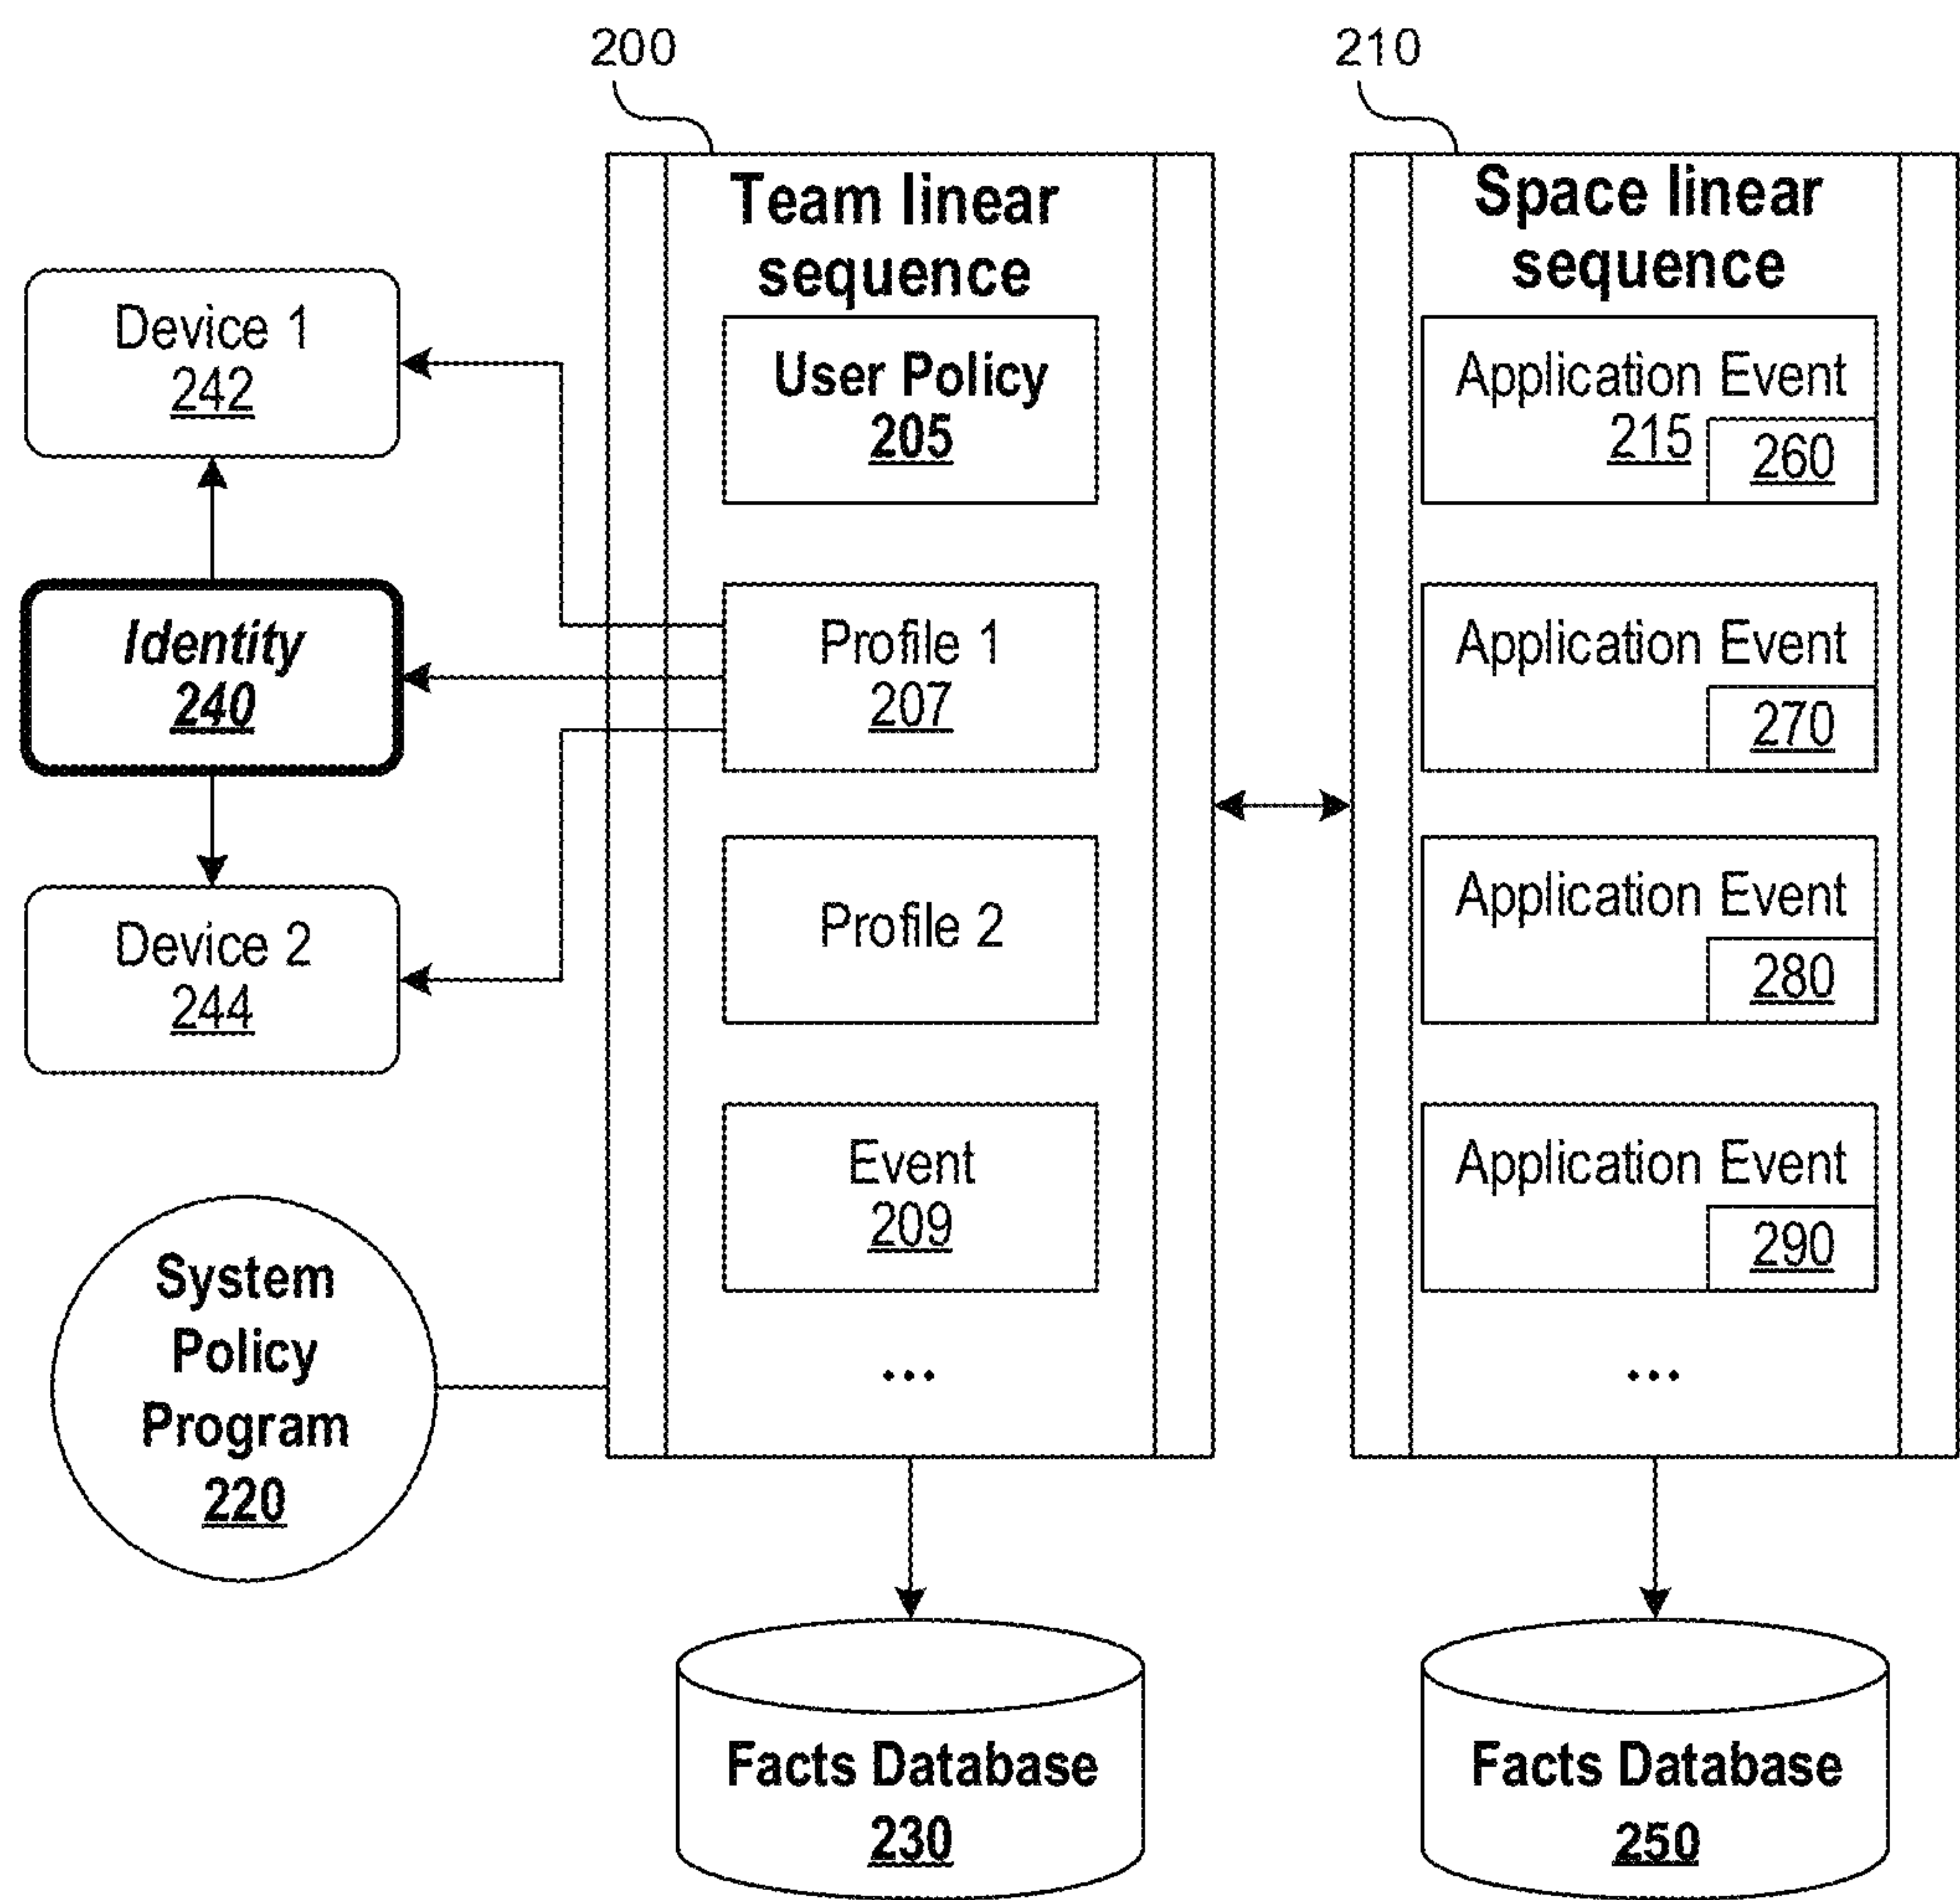 200
210
Team linear
sequence
Space linear
sequence
Device 1
242
User Policy
205
Application Event
215
260
Identity
240
Profile 1
207
Application Event
270
Device 2
244
Profile 2
Application Event
280
Event
209
Application Event
290
System
Policy
Program
220
...
...
Facts Database
230
Facts Database
250